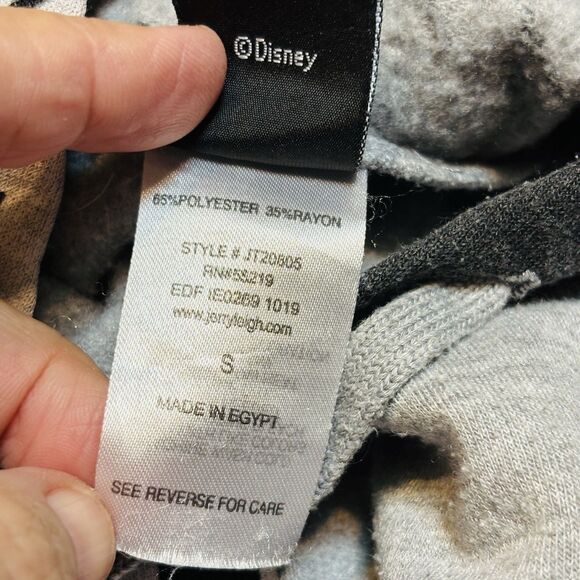 ©Disney
65%POLYESTER 35%RAYON
STYLE # JT20805
RN#55219
EDF IE0269 1019
www.jerryleigh.com
S
MADE IN EGYPT
SEE REVERSE FOR CARE